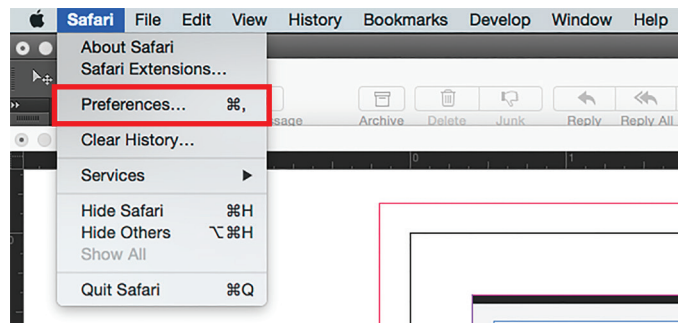 Safari File Edit View History Bookmarks Develop Window Help
About Safari
Safari Extensions...
Preferences... ⌘,
Clear History...
Services ▶
Hide Safari ⌘H
Hide Others ⌥⌘H
Show All
Quit Safari ⌘Q
ssage Archive Delete Junk Reply Reply All
0 1